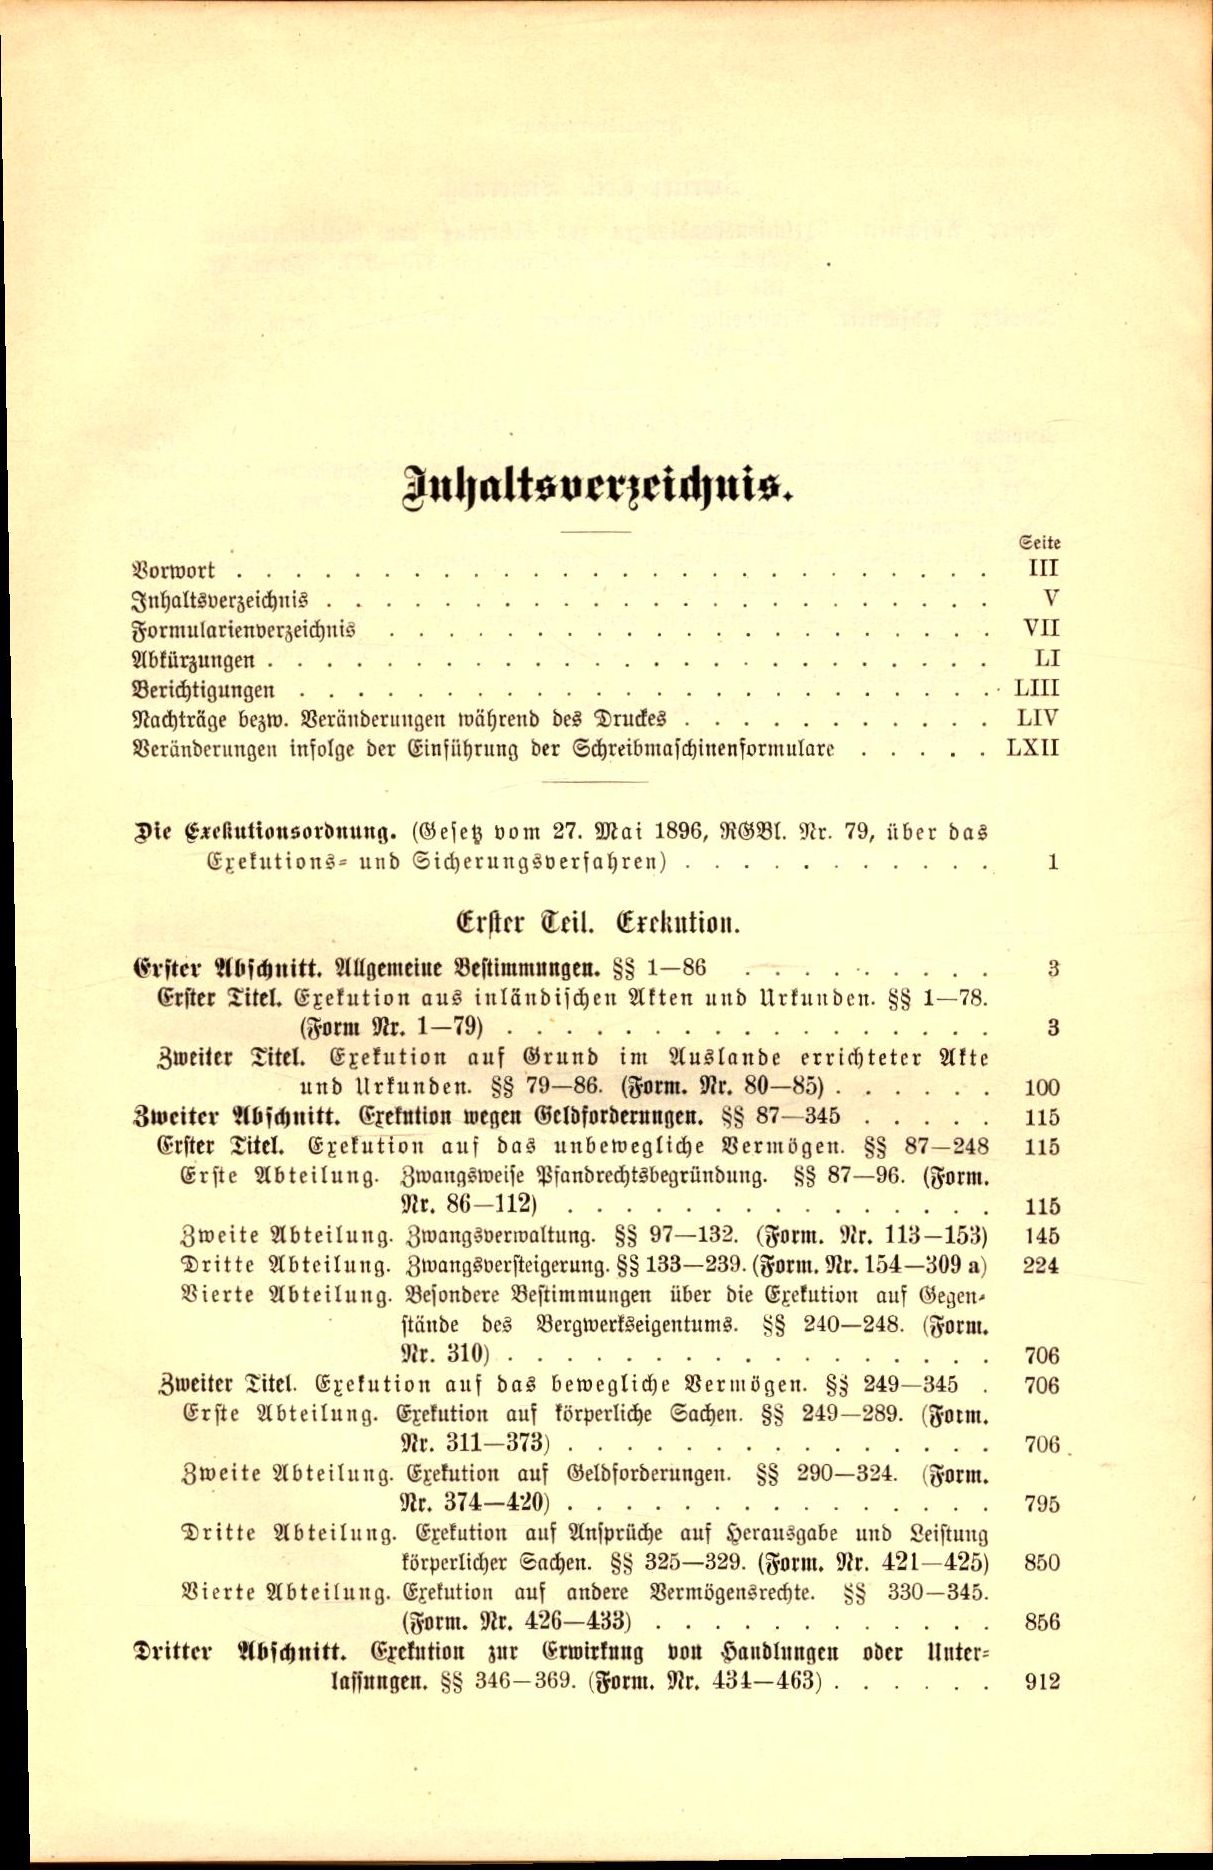 Inhaltsverzeichnis.
Seite
Vorwort . . . . . . . . . . . . . . . . . . . . . . . . . . III
Inhaltsverzeichnis . . . . . . . . . . . . . . . . . . . . . . . V
Formularienverzeichnis . . . . . . . . . . . . . . . . . . . . . VII
Abkürzungen . . . . . . . . . . . . . . . . . . . . . . . . . LI
Berichtigungen . . . . . . . . . . . . . . . . . . . . . . . . LIII
Nachträge bezw. Veränderungen während des Druckes . . . . . . . . . . . LIV
Veränderungen infolge der Einführung der Schreibmaschinenformulare . . . . . LXII
Die Exekutionsordnung. (Gesetz vom 27. Mai 1896, RGBl. Nr. 79, über das
Exekutions- und Sicherungsverfahren) . . . . . . . . . . . 1
Erster Teil. Exekution.
Erster Abschnitt. Allgemeine Bestimmungen. §§ 1—86 . . . . . . . . . 3
Erster Titel. Exekution aus inländischen Akten und Urkunden. §§ 1—78.
(Form Nr. 1—79) . . . . . . . . . . . . . . . . . 3
Zweiter Titel. Exekution auf Grund im Auslande errichteter Akte
und Urkunden. §§ 79—86. (Form. Nr. 80—85) . . . . . . 100
Zweiter Abschnitt. Exekution wegen Geldforderungen. §§ 87—345 . . . . . 115
Erster Titel. Exekution auf das unbewegliche Vermögen. §§ 87—248 115
Erste Abteilung. Zwangsweise Pfandrechtsbegründung. §§ 87—96. (Form.
Nr. 86—112) . . . . . . . . . . . . . . . 115
Zweite Abteilung. Zwangsverwaltung. §§ 97—132. (Form. Nr. 113—153) 145
Dritte Abteilung. Zwangsversteigerung. §§ 133—239. (Form. Nr. 154—309 a) 224
Vierte Abteilung. Besondere Bestimmungen über die Exekution auf Gegen-
stände des Bergwerkseigentums. §§ 240—248. (Form.
Nr. 310) . . . . . . . . . . . . . . . . . 706
Zweiter Titel. Exekution auf das bewegliche Vermögen. §§ 249—345 . 706
Erste Abteilung. Exekution auf körperliche Sachen. §§ 249—289. (Form.
Nr. 311—373) . . . . . . . . . . . . . . . 706
Zweite Abteilung. Exekution auf Geldforderungen. §§ 290—324. (Form.
Nr. 374—420) . . . . . . . . . . . . . . . 795
Dritte Abteilung. Exekution auf Ansprüche auf Herausgabe und Leistung
körperlicher Sachen. §§ 325—329. (Form. Nr. 421—425) 850
Vierte Abteilung. Exekution auf andere Vermögensrechte. §§ 330—345.
(Form. Nr. 426—433) . . . . . . . . . . . . 856
Dritter Abschnitt. Exekution zur Erwirkung von Handlungen oder Unter-
lassungen. §§ 346—369. (Form. Nr. 434—463) . . . . . . 912